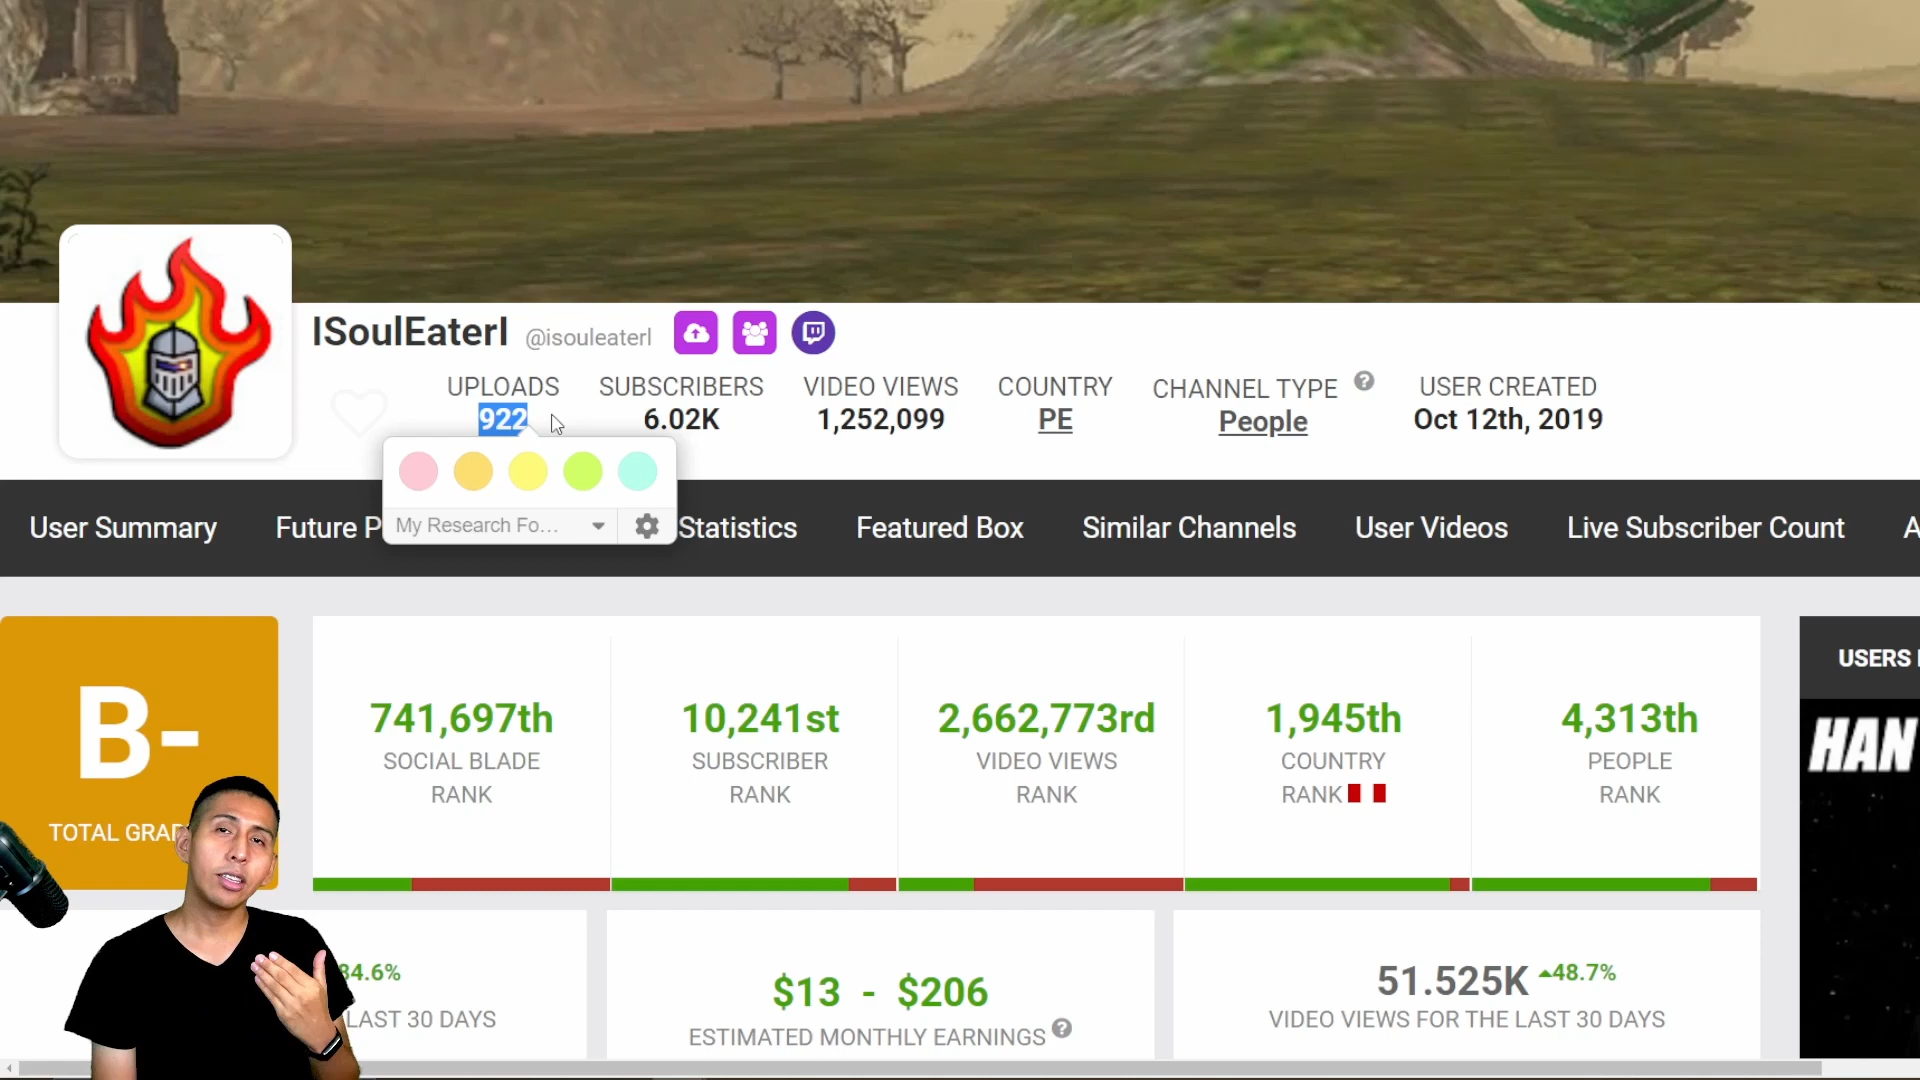 ISoulEaterI @isouleaterl
UPLOADS SUBSCRIBERS VIDEO VIEWS COUNTRY CHANNEL TYPE ? USER CREATED
922 6.02K 1,252,099 PE People Oct 12th, 2019
My Research Fo...
User Summary Future P Statistics Featured Box Similar Channels User Videos Live Subscriber Count A
B-
TOTAL GRAD
741,697th 10,241st 2,662,773rd 1,945th 4,313th
SOCIAL BLADE SUBSCRIBER VIDEO VIEWS COUNTRY PEOPLE
RANK RANK RANK RANK RANK
USERS
HAN
84.6%
LAST 30 DAYS
$13 - $206
ESTIMATED MONTHLY EARNINGS ?
51.525K 48.7%
VIDEO VIEWS FOR THE LAST 30 DAYS